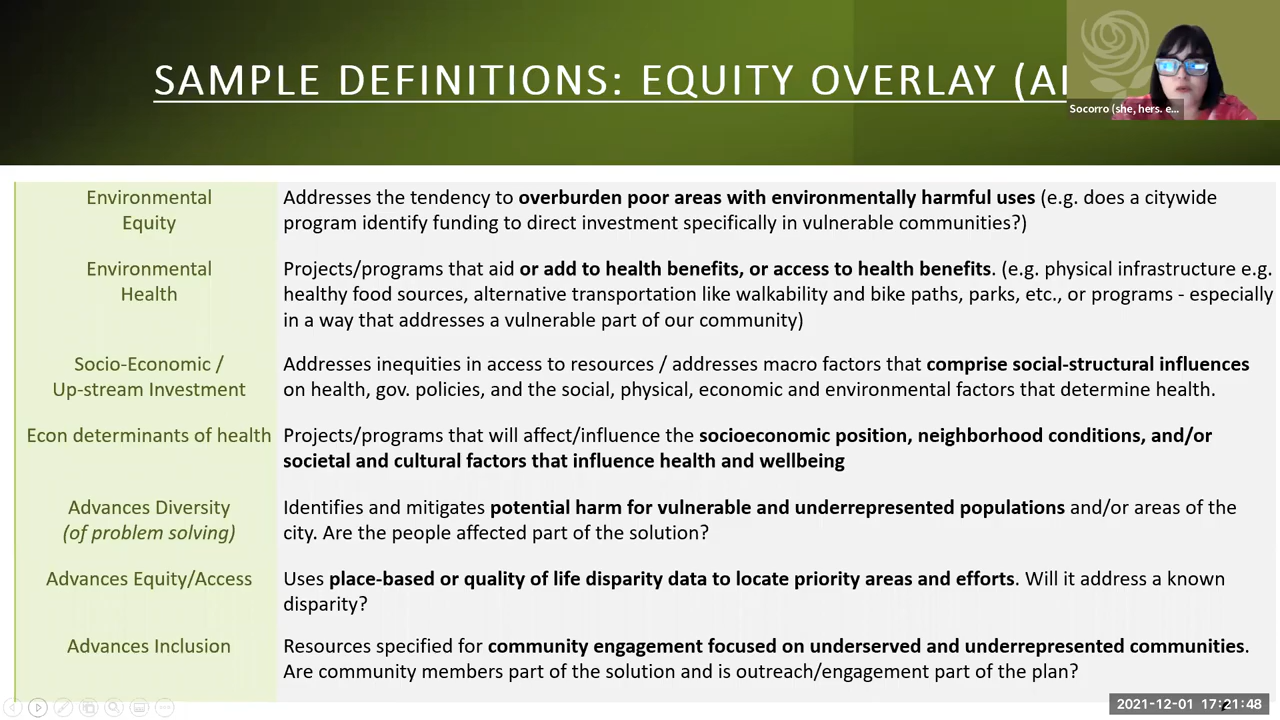 SAMPLE DEFINITIONS: EQUITY OVERLAY (A
Socorro (she, hers. e...
Environmental
Equity
Addresses the tendency to overburden poor areas with environmentally harmful uses (e.g. does a citywide
program identify funding to direct investment specifically in vulnerable communities?)
Environmental
Health
Projects/programs that aid or add to health benefits, or access to health benefits. (e.g. physical infrastructure e.g.
healthy food sources, alternative transportation like walkability and bike paths, parks, etc., or programs - especially
in a way that addresses a vulnerable part of our community)
Socio-Economic /
Up-stream Investment
Addresses inequities in access to resources / addresses macro factors that comprise social-structural influences
on health, gov. policies, and the social, physical, economic and environmental factors that determine health.
Econ determinants of health
Projects/programs that will affect/influence the socioeconomic position, neighborhood conditions, and/or
societal and cultural factors that influence health and wellbeing
Advances Diversity
(of problem solving)
Identifies and mitigates potential harm for vulnerable and underrepresented populations and/or areas of the
city. Are the people affected part of the solution?
Advances Equity/Access
Uses place-based or quality of life disparity data to locate priority areas and efforts. Will it address a known
disparity?
Advances Inclusion
Resources specified for community engagement focused on underserved and underrepresented communities.
Are community members part of the solution and is outreach/engagement part of the plan?
2021-12-01 17:21:48